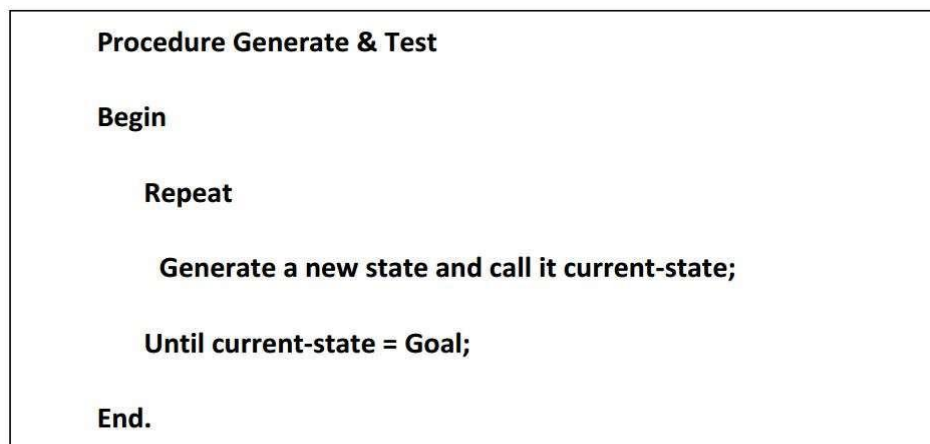 Procedure Generate & Test
Begin
Repeat
Generate a new state and call it current-state;
Until current-state = Goal;
End.